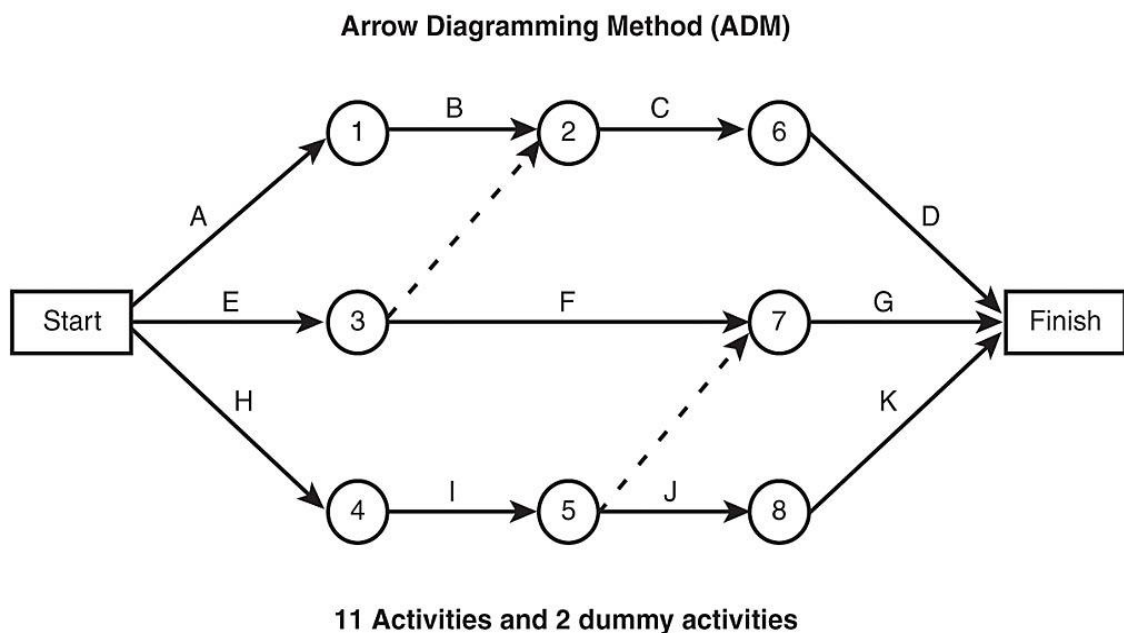 Arrow Diagramming Method (ADM)
1
B
2
C
6
A
D
Start
E
3
F
7
G
Finish
H
K
4
I
5
J
8
11 Activities and 2 dummy activities